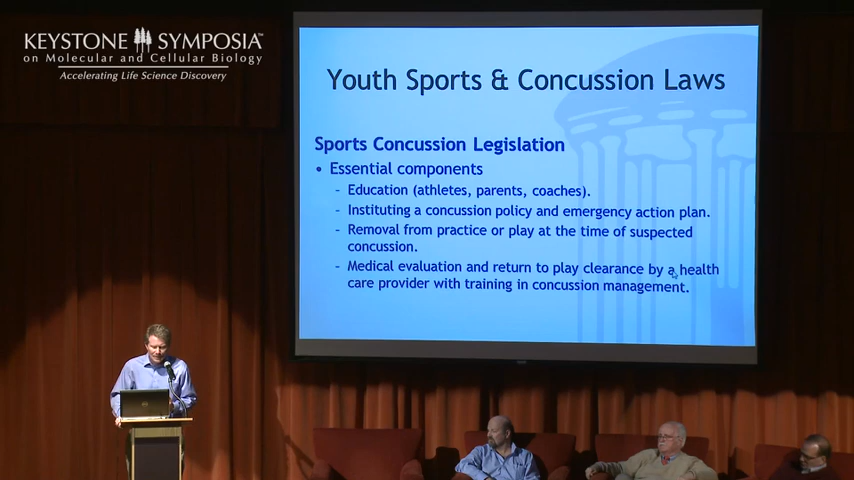 KEYSTONE SYMPOSIA™
on Molecular and Cellular Biology
Accelerating Life Science Discovery
Youth Sports & Concussion Laws
Sports Concussion Legislation
• Essential components
- Education (athletes, parents, coaches).
- Instituting a concussion policy and emergency action plan.
- Removal from practice or play at the time of suspected
concussion.
- Medical evaluation and return to play clearance by a health
care provider with training in concussion management.